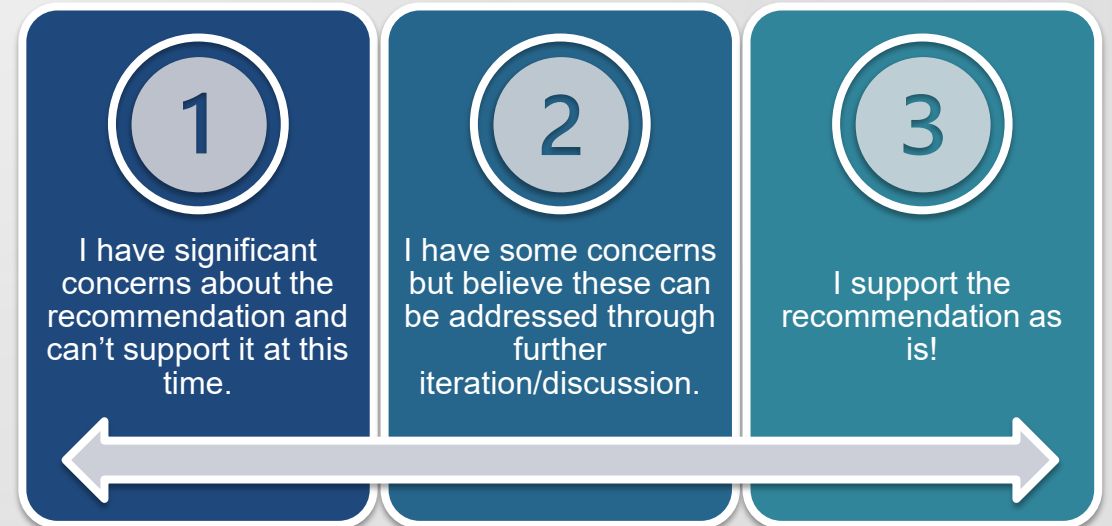 1
I have significant
concerns about the
recommendation and
can’t support it at this
time.
2
I have some concerns
but believe these can
be addressed through
further
iteration/discussion.
3
I support the
recommendation as
is!